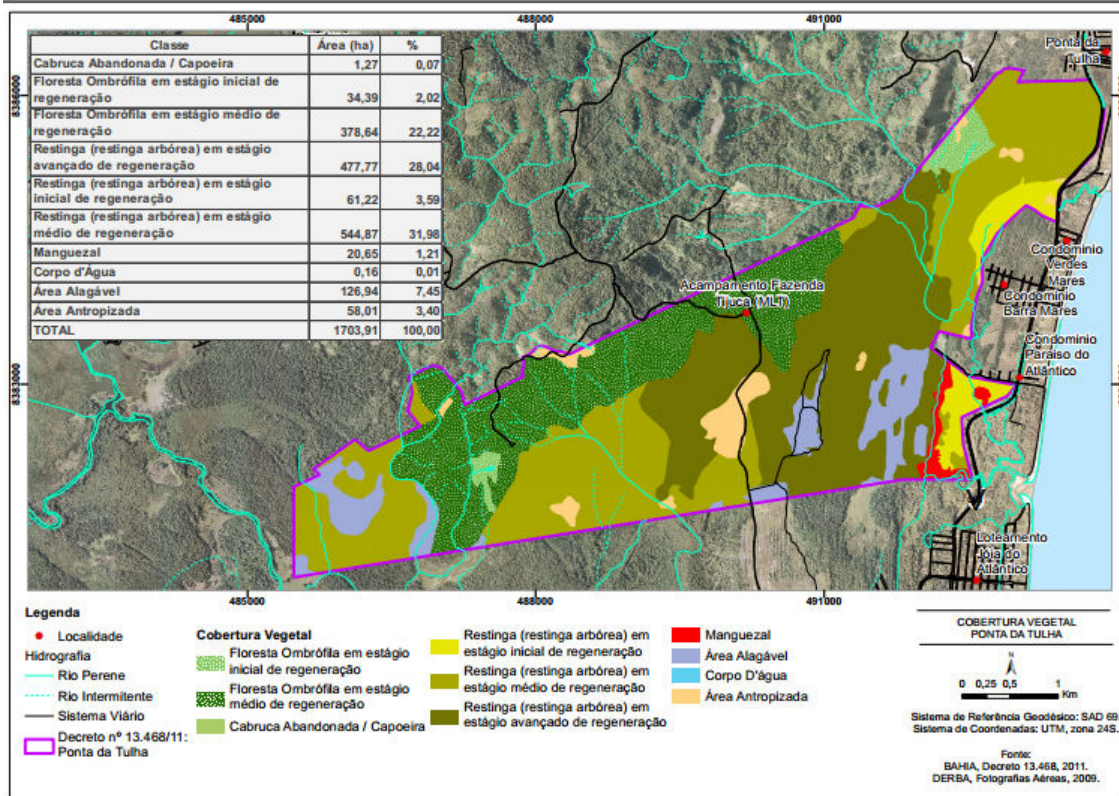 485000
488000
491000
Classe Área (ha) %
Cabruca Abandonada / Capoeira 1,27 0,07
Floresta Ombrófila em estágio inicial de
regeneração 34,39 2,02
Floresta Ombrófila em estágio médio de
regeneração 378,64 22,22
Restinga (restinga arbórea) em estágio
avançado de regeneração 477,77 28,04
Restinga (restinga arbórea) em estágio
inicial de regeneração 61,22 3,59
Restinga (restinga arbórea) em estágio
médio de regeneração 544,87 31,98
Manguezal 20,65 1,21
Corpo d'Água 0,16 0,01
Área Alagável 126,94 7,45
Área Antropizada 58,01 3,40
TOTAL 1703,91 100,00
8386000
8383000
Ponta da
Tulha
Condomínio
Verdes
Mares
Condomínio
Barra Mares
Acampamento Fazenda
Tijuca (MLT)
Condomínio
Paraíso do
Atlântico
Loteamento
Jóia do
Atlântico
485000
488000
491000
Legenda
Localidade
Hidrografia
Rio Perene
Rio Intermitente
Sistema Viário
Decreto nº 13.468/11:
Ponta da Tulha
Cobertura Vegetal
Floresta Ombrófila em estágio
inicial de regeneração
Floresta Ombrófila em estágio
médio de regeneração
Cabruca Abandonada / Capoeira
Restinga (restinga arbórea) em
estágio inicial de regeneração
Restinga (restinga arbórea) em
estágio médio de regeneração
Restinga (restinga arbórea) em
estágio avançado de regeneração
Manguezal
Área Alagável
Corpo D'água
Área Antropizada
COBERTURA VEGETAL
PONTA DA TULHA
N
0 0,25 0,5 1
Km
Sistema de Referência Geodésico: SAD 69
Sistema de Coordenadas: UTM, zona 24S.
Fonte:
BAHIA, Decreto 13.468, 2011.
DERBA, Fotografias Aéreas, 2009.